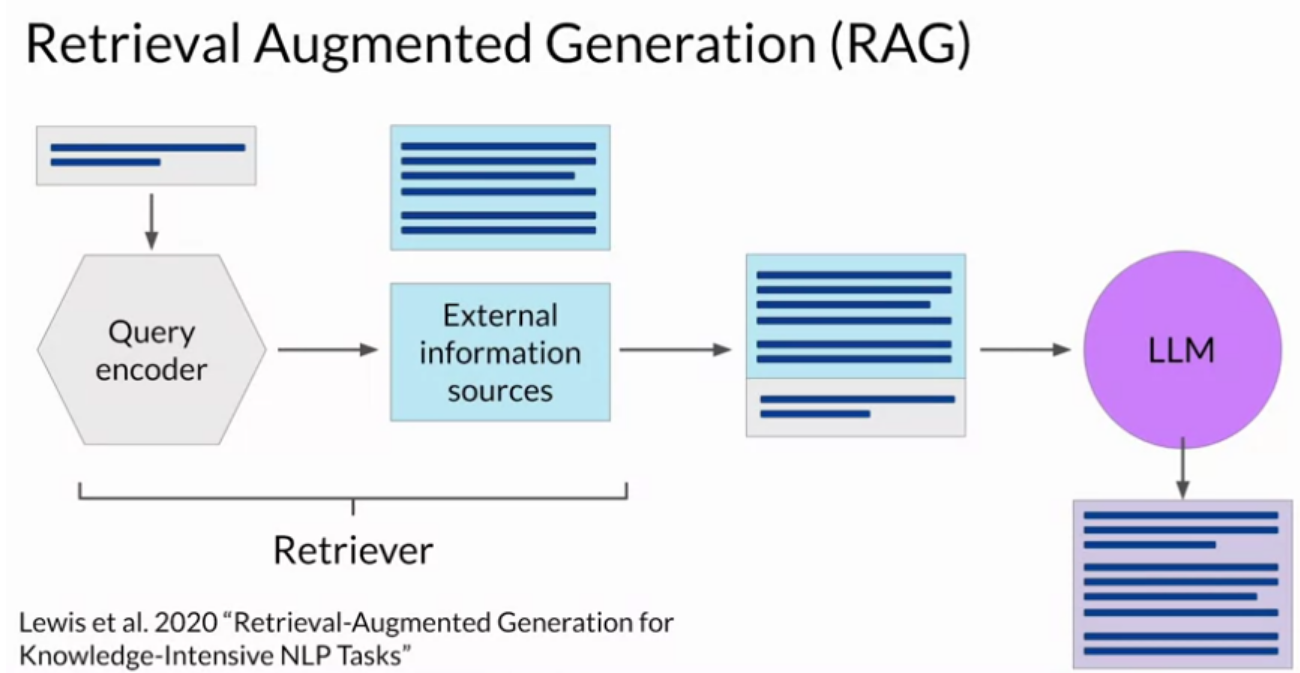 Retrieval Augmented Generation (RAG)
Query
encoder
External
information
sources
LLM
Retriever
Lewis et al. 2020 “Retrieval-Augmented Generation for
Knowledge-Intensive NLP Tasks”